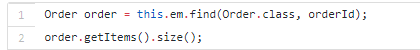 1 Order order = this.em.find(Order.class, orderId);
2 order.getItems().size();